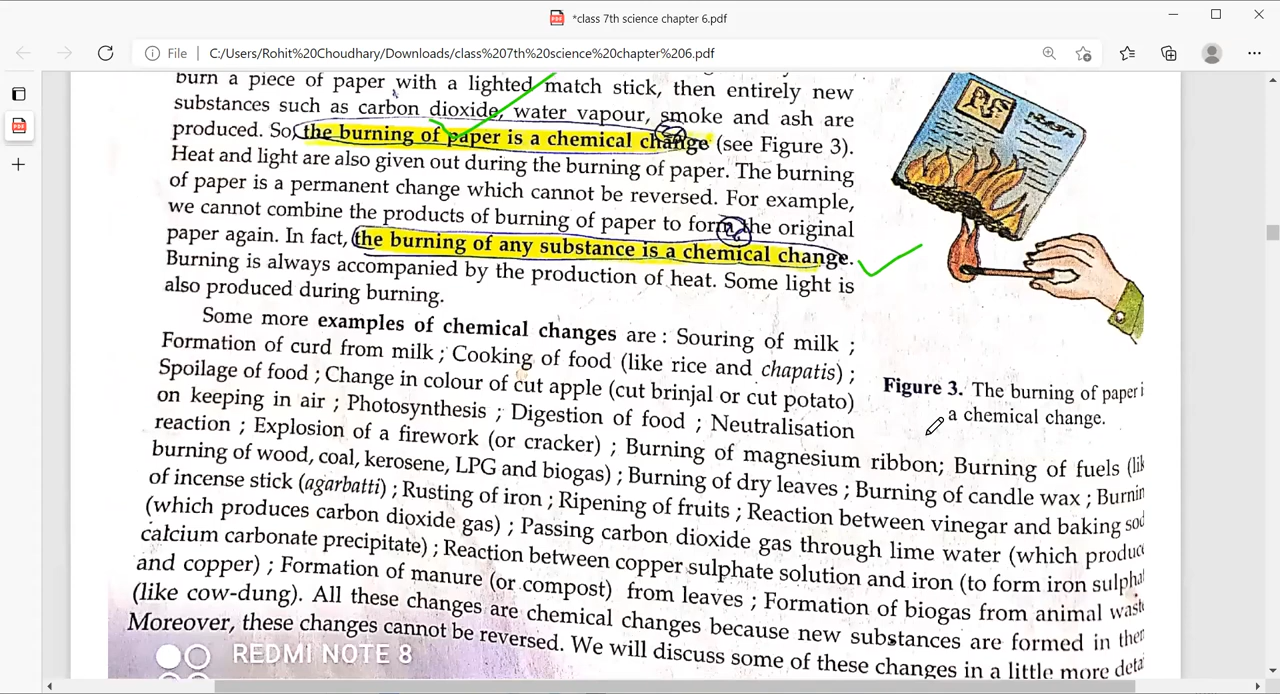 *class 7th science chapter 6.pdf
File | C:/Users/Rohit%20Choudhary/Downloads/class%207th%20science%20chapter%206.pdf
burn a piece of paper with a lighted match stick, then entirely new
substances such as carbon dioxide, water vapour, smoke and ash are
produced. So, the burning of paper is a chemical change (see Figure 3).
Heat and light are also given out during the burning of paper. The burning
of paper is a permanent change which cannot be reversed. For example,
we cannot combine the products of burning of paper to form the original
paper again. In fact, the burning of any substance is a chemical change.
Burning is always accompanied by the production of heat. Some light is
also produced during burning.
Some more examples of chemical changes are : Souring of milk ;
Formation of curd from milk ; Cooking of food (like rice and chapatis) ;
Spoilage of food ; Change in colour of cut apple (cut brinjal or cut potato)
on keeping in air ; Photosynthesis ; Digestion of food ; Neutralisation
Figure 3. The burning of paper i
a chemical change.
reaction ; Explosion of a firework (or cracker) ; Burning of magnesium ribbon; Burning of fuels (lik
burning of wood, coal, kerosene, LPG and biogas) ; Burning of dry leaves ; Burning of candle wax ; Burnin
of incense stick (agarbatti) ; Rusting of iron ; Ripening of fruits ; Reaction between vinegar and baking sod
(which produces carbon dioxide gas) ; Passing carbon dioxide gas through lime water (which produc
calcium carbonate precipitate) ; Reaction between copper sulphate solution and iron (to form iron sulpha
and copper) ; Formation of manure (or compost) from leaves ; Formation of biogas from animal waste
(like cow-dung). All these changes are chemical changes because new substances are formed in them
Moreover, these changes cannot be reversed. We will discuss some of these changes in a little more deta
REDMI NOTE 8